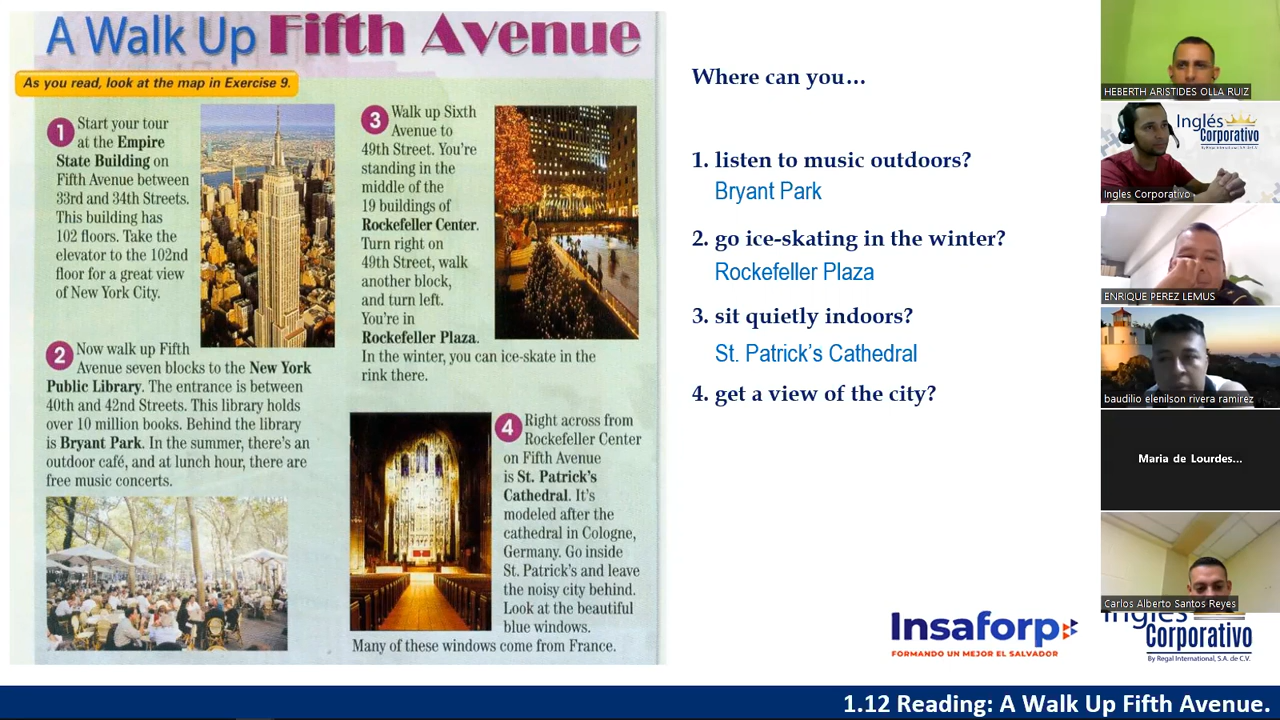 A Walk Up Fifth Avenue
As you read, look at the map in Exercise 9.
1 Start your tour
at the Empire
State Building on
Fifth Avenue between
33rd and 34th Streets.
This building has
102 floors. Take the
elevator to the 102nd
floor for a great view
of New York City.
2 Now walk up Fifth
Avenue seven blocks to the New York
Public Library. The entrance is between
40th and 42nd Streets. This library holds
over 10 million books. Behind the library
is Bryant Park. In the summer, there's an
outdoor café, and at lunch hour, there are
free music concerts.
3 Walk up Sixth
Avenue to
49th Street. You're
standing in the
middle of the
19 buildings of
Rockefeller Center.
Turn right on
49th Street, walk
another block,
and turn left.
You're in
Rockefeller Plaza.
In the winter, you can ice-skate in the
rink there.
4 Right across from
Rockefeller Center
on Fifth Avenue
is St. Patrick's
Cathedral. It's
modeled after the
cathedral in Cologne,
Germany. Go inside
St. Patrick's and leave
the noisy city behind.
Look at the beautiful
blue windows.
Many of these windows come from France.
Where can you…
1. listen to music outdoors?
Bryant Park
2. go ice-skating in the winter?
Rockefeller Plaza
3. sit quietly indoors?
St. Patrick's Cathedral
4. get a view of the city?
Insaforp
FORMANDO UN MEJOR EL SALVADOR
HEBERTH ARISTIDES OLLA RUIZ
Inglés
Corporativo
By Regal International, S.A. de C.V.
Ingles Corporativo
ENRIQUE PEREZ LEMUS
baudilio elenilson rivera ramirez
Maria de Lourdes...
Carlos Alberto Santos Reyes
Inglés
Corporativo
By Regal International, S.A. de C.V.
1.12 Reading: A Walk Up Fifth Avenue.